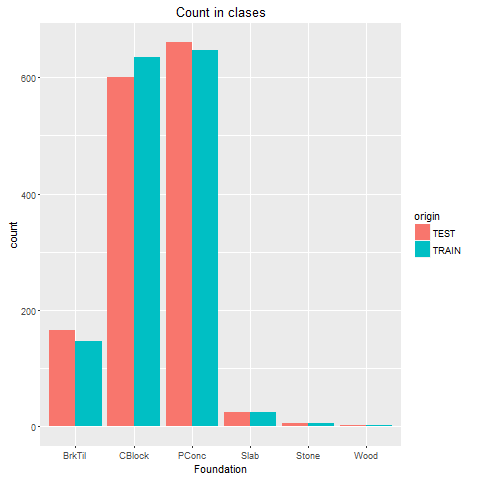 Count in clases
count
600
400
200
0
BrkTil CBlock PConc Slab Stone Wood
Foundation
origin
TEST
TRAIN